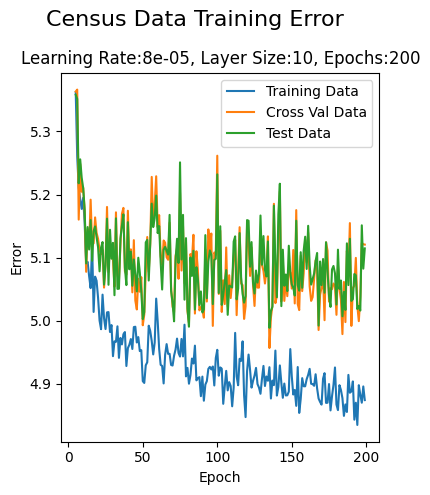 Census Data Training Error
Learning Rate:8e-05, Layer Size:10, Epochs:200
Training Data
Cross Val Data
Test Data
5.3
5.2
5.1
5.0
4.9
Error
0 50 100 150 200
Epoch